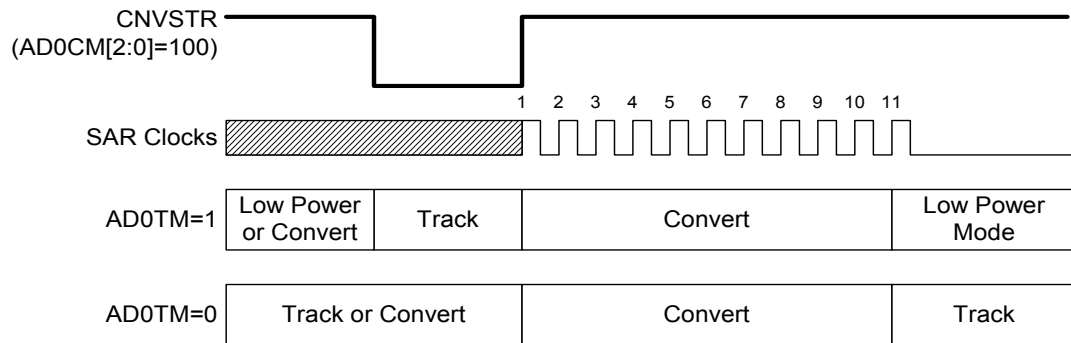 CNVSTR
(AD0CM[2:0]=100)
1 2 3 4 5 6 7 8 9 10 11
SAR Clocks
AD0TM=1
Low Power
or Convert
Track
Convert
Low Power
Mode
AD0TM=0
Track or Convert
Convert
Track